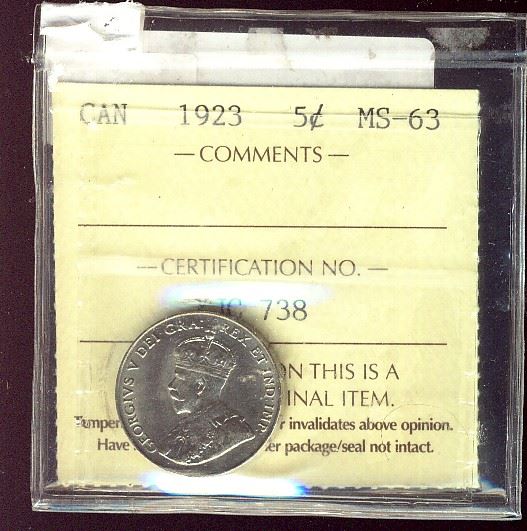 CAN 1923 5¢ MS-63
— COMMENTS —
— CERTIFICATION NO. —
738
ON THIS IS A
INAL ITEM.
invalidates above opinion.
Have package/seal not intact.
GEORGIVS V DEI GRA: REX ET IND:IMP: